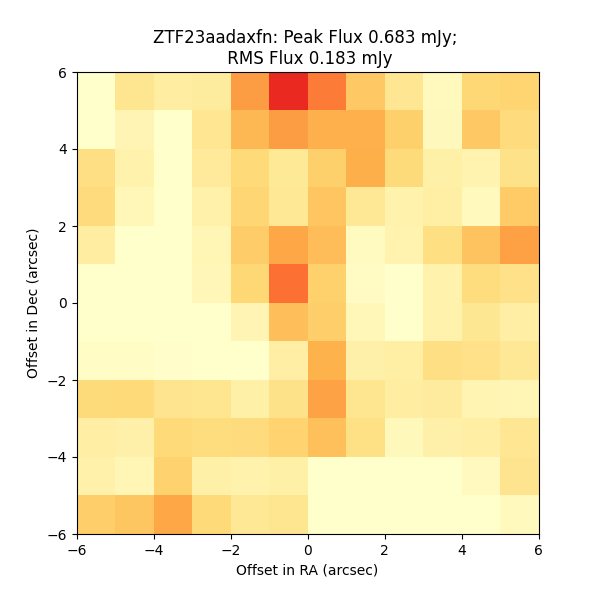 ZTF23aadaxfn: Peak Flux 0.683 mJy;
RMS Flux 0.183 mJy
6
4
2
0
−2
−4
−6
Offset in Dec (arcsec)
−6 −4 −2 0 2 4 6
Offset in RA (arcsec)